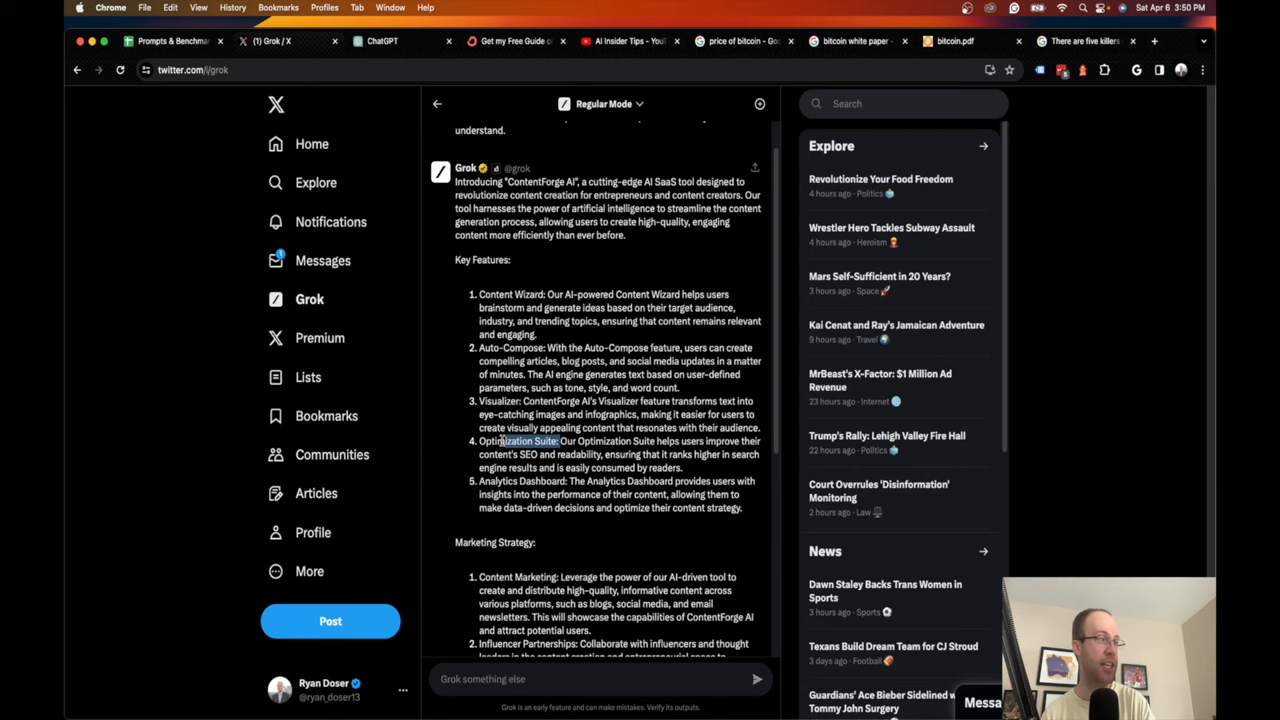 Chrome File Edit View History Bookmarks Profiles Tab Window Help
Sat Apr 6 3:50 PM
Prompts & Benchma
(1) Grok / X
ChatGPT
Get my Free Guide o
AI Insider Tips - You
price of bitcoin - Goo
bitcoin white paper -
bitcoin.pdf
There are five killers
twitter.com/i/grok
Home
Explore
Notifications
1
Messages
Grok
Premium
Lists
Bookmarks
Communities
Articles
Profile
More
Post
Ryan Doser
@ryan_doser13
Regular Mode
understand.
Grok @grok
Introducing "ContentForge AI", a cutting-edge AI SaaS tool designed to
revolutionize content creation for entrepreneurs and content creators. Our
tool harnesses the power of artificial intelligence to streamline the content
generation process, allowing users to create high-quality, engaging
content more efficiently than ever before.
Key Features:
1. Content Wizard: Our AI-powered Content Wizard helps users
brainstorm and generate ideas based on their target audience,
industry, and trending topics, ensuring that content remains relevant
and engaging.
2. Auto-Compose: With the Auto-Compose feature, users can create
compelling articles, blog posts, and social media updates in a matter
of minutes. The AI engine generates text based on user-defined
parameters, such as tone, style, and word count.
3. Visualizer: ContentForge AI's Visualizer feature transforms text into
eye-catching images and infographics, making it easier for users to
create visually appealing content that resonates with their audience.
4. Optimization Suite: Our Optimization Suite helps users improve their
content's SEO and readability, ensuring that it ranks higher in search
engine results and is easily consumed by readers.
5. Analytics Dashboard: The Analytics Dashboard provides users with
insights into the performance of their content, allowing them to
make data-driven decisions and optimize their content strategy.
Marketing Strategy:
1. Content Marketing: Leverage the power of our AI-driven tool to
create and distribute high-quality, informative content across
various platforms, such as blogs, social media, and email
newsletters. This will showcase the capabilities of ContentForge AI
and attract potential users.
2. Influencer Partnerships: Collaborate with influencers and thought
leaders in the content creation and entrepreneurial space to
Grok something else
Grok is an early feature and can make mistakes. Verify its outputs.
Search
Explore
Revolutionize Your Food Freedom
4 hours ago · Politics
Wrestler Hero Tackles Subway Assault
4 hours ago · Heroism
Mars Self-Sufficient in 20 Years?
3 hours ago · Space
Kai Cenat and Ray's Jamaican Adventure
9 hours ago · Travel
MrBeast's X-Factor: $1 Million Ad
Revenue
23 hours ago · Internet
Trump's Rally: Lehigh Valley Fire Hall
22 hours ago · Politics
Court Overrules 'Disinformation'
Monitoring
2 hours ago · Law
News
Dawn Staley Backs Trans Women in
Sports
3 hours ago · Sports
Texans Build Dream Team for CJ Stroud
3 days ago · Football
Guardians' Ace Bieber Sidelined w
Tommy John Surgery
Messa